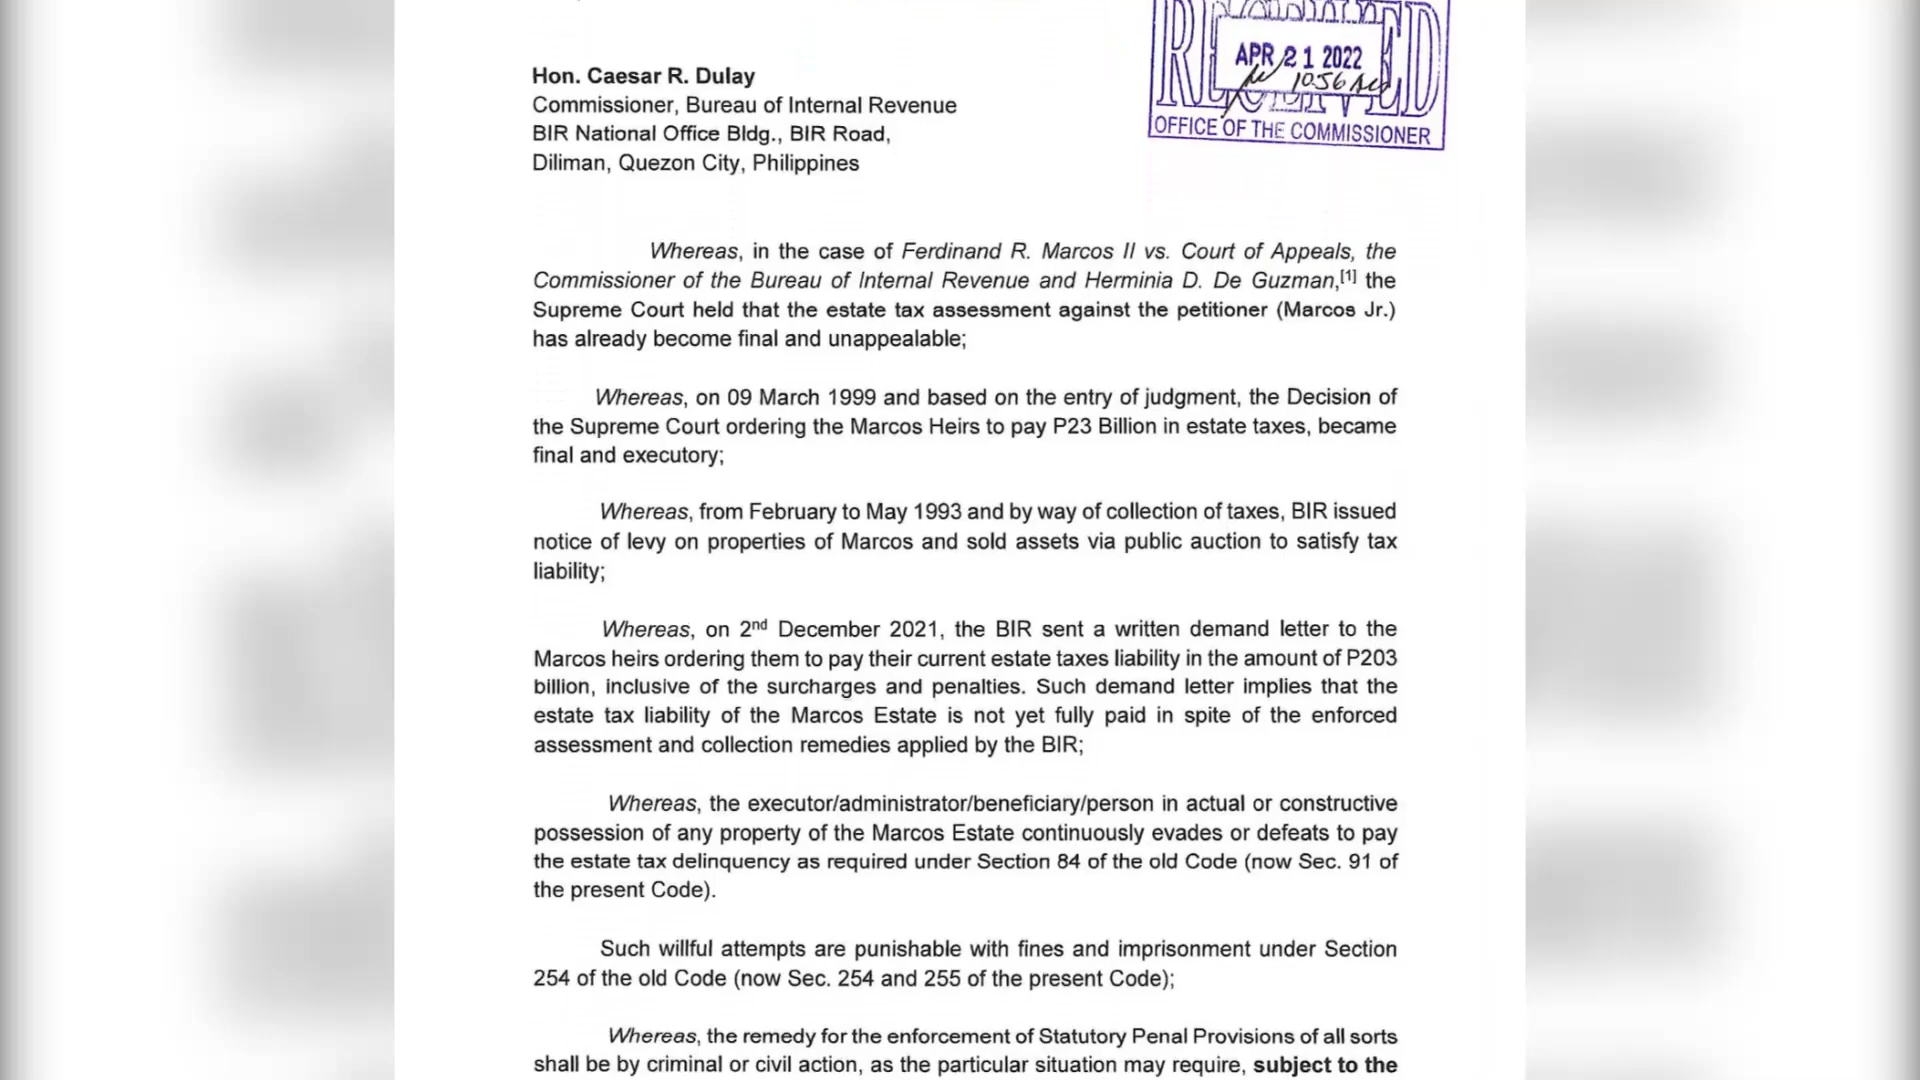 RECEIVED
APR 21 2022
10:56 AM
OFFICE OF THE COMMISSIONER
Hon. Caesar R. Dulay
Commissioner, Bureau of Internal Revenue
BIR National Office Bldg., BIR Road,
Diliman, Quezon City, Philippines
Whereas, in the case of Ferdinand R. Marcos II vs. Court of Appeals, the
Commissioner of the Bureau of Internal Revenue and Herminia D. De Guzman,[1] the
Supreme Court held that the estate tax assessment against the petitioner (Marcos Jr.)
has already become final and unappealable;
Whereas, on 09 March 1999 and based on the entry of judgment, the Decision of
the Supreme Court ordering the Marcos Heirs to pay P23 Billion in estate taxes, became
final and executory;
Whereas, from February to May 1993 and by way of collection of taxes, BIR issued
notice of levy on properties of Marcos and sold assets via public auction to satisfy tax
liability;
Whereas, on 2nd December 2021, the BIR sent a written demand letter to the
Marcos heirs ordering them to pay their current estate taxes liability in the amount of P203
billion, inclusive of the surcharges and penalties. Such demand letter implies that the
estate tax liability of the Marcos Estate is not yet fully paid in spite of the enforced
assessment and collection remedies applied by the BIR;
Whereas, the executor/administrator/beneficiary/person in actual or constructive
possession of any property of the Marcos Estate continuously evades or defeats to pay
the estate tax delinquency as required under Section 84 of the old Code (now Sec. 91 of
the present Code).
Such willful attempts are punishable with fines and imprisonment under Section
254 of the old Code (now Sec. 254 and 255 of the present Code);
Whereas, the remedy for the enforcement of Statutory Penal Provisions of all sorts
shall be by criminal or civil action, as the particular situation may require, subject to the